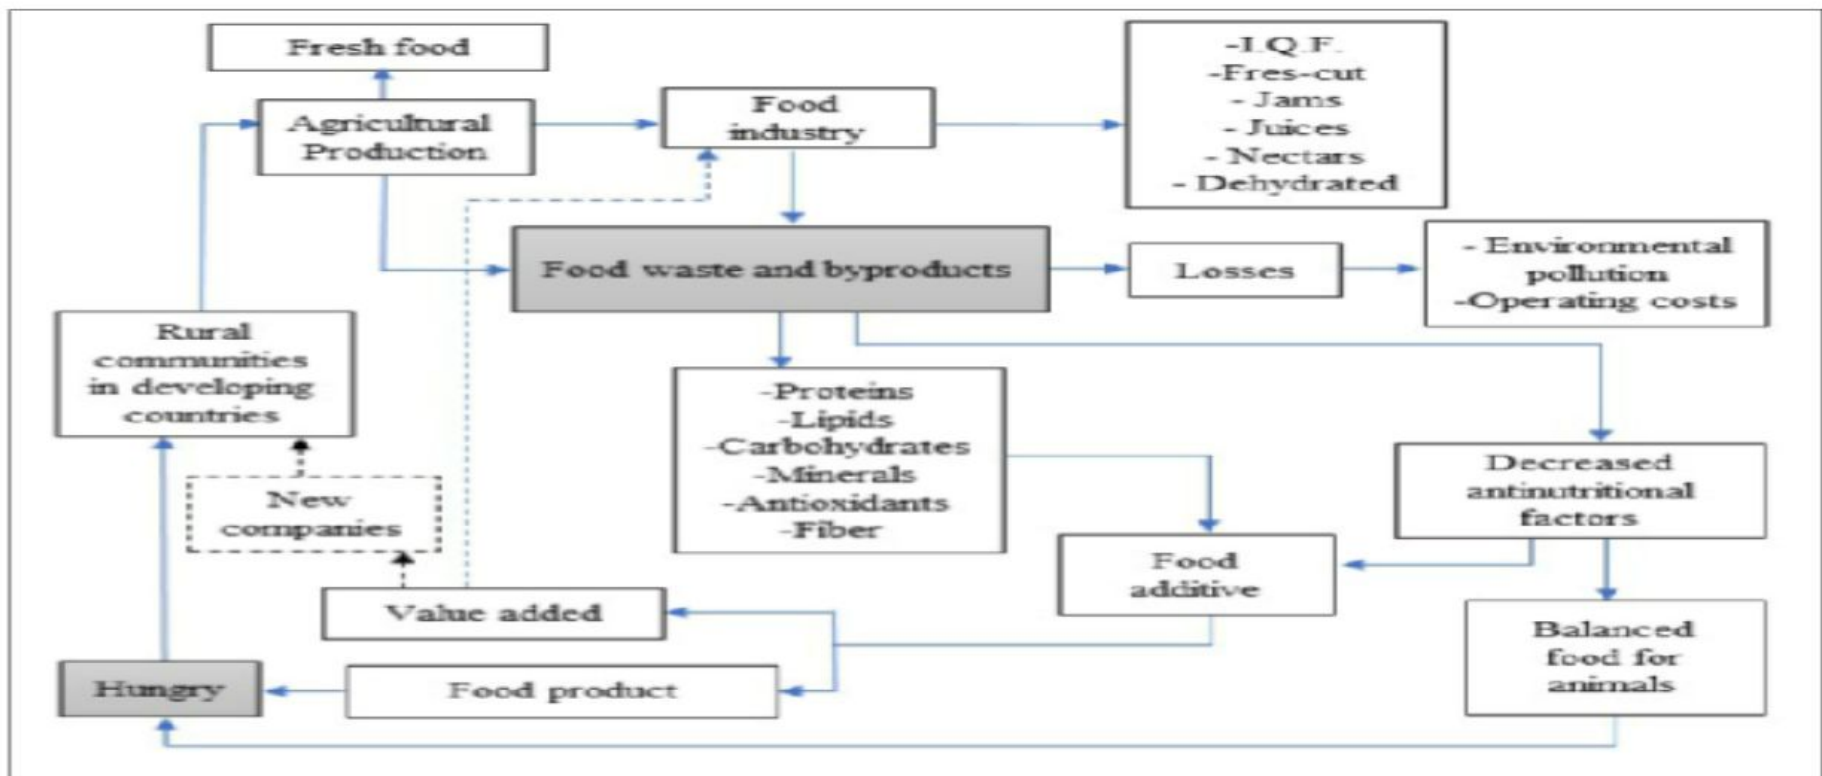 Fresh food
Agricultural
Production
Food
industry
-I.Q.F.
-Fres-cut
- Jams
- Juices
- Nectars
- Dehydrated
Food waste and byproducts
Losses
- Environmental
pollution
-Operating costs
Rural
communities
in developing
countries
-Proteins
-Lipids
-Carbohydrates
-Minerals
-Antioxidants
-Fiber
Decreased
antinutritional
factors
New
companies
Food
additive
Value added
Balanced
food for
animals
Hungry
Food product